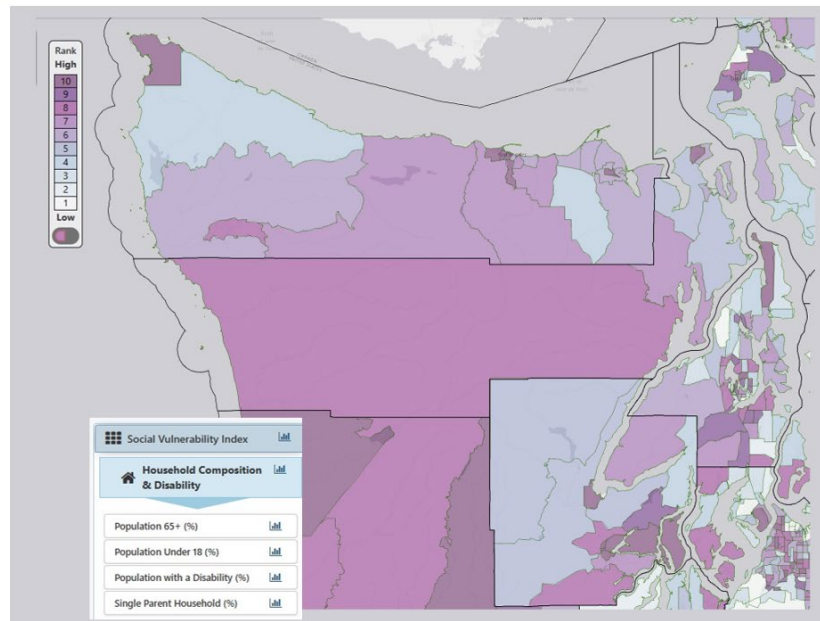 Rank
High
10
9
8
7
6
5
4
3
2
1
Low
Social Vulnerability Index
Household Composition
& Disability
Population 65+ (%)
Population Under 18 (%)
Population with a Disability (%)
Single Parent Household (%)